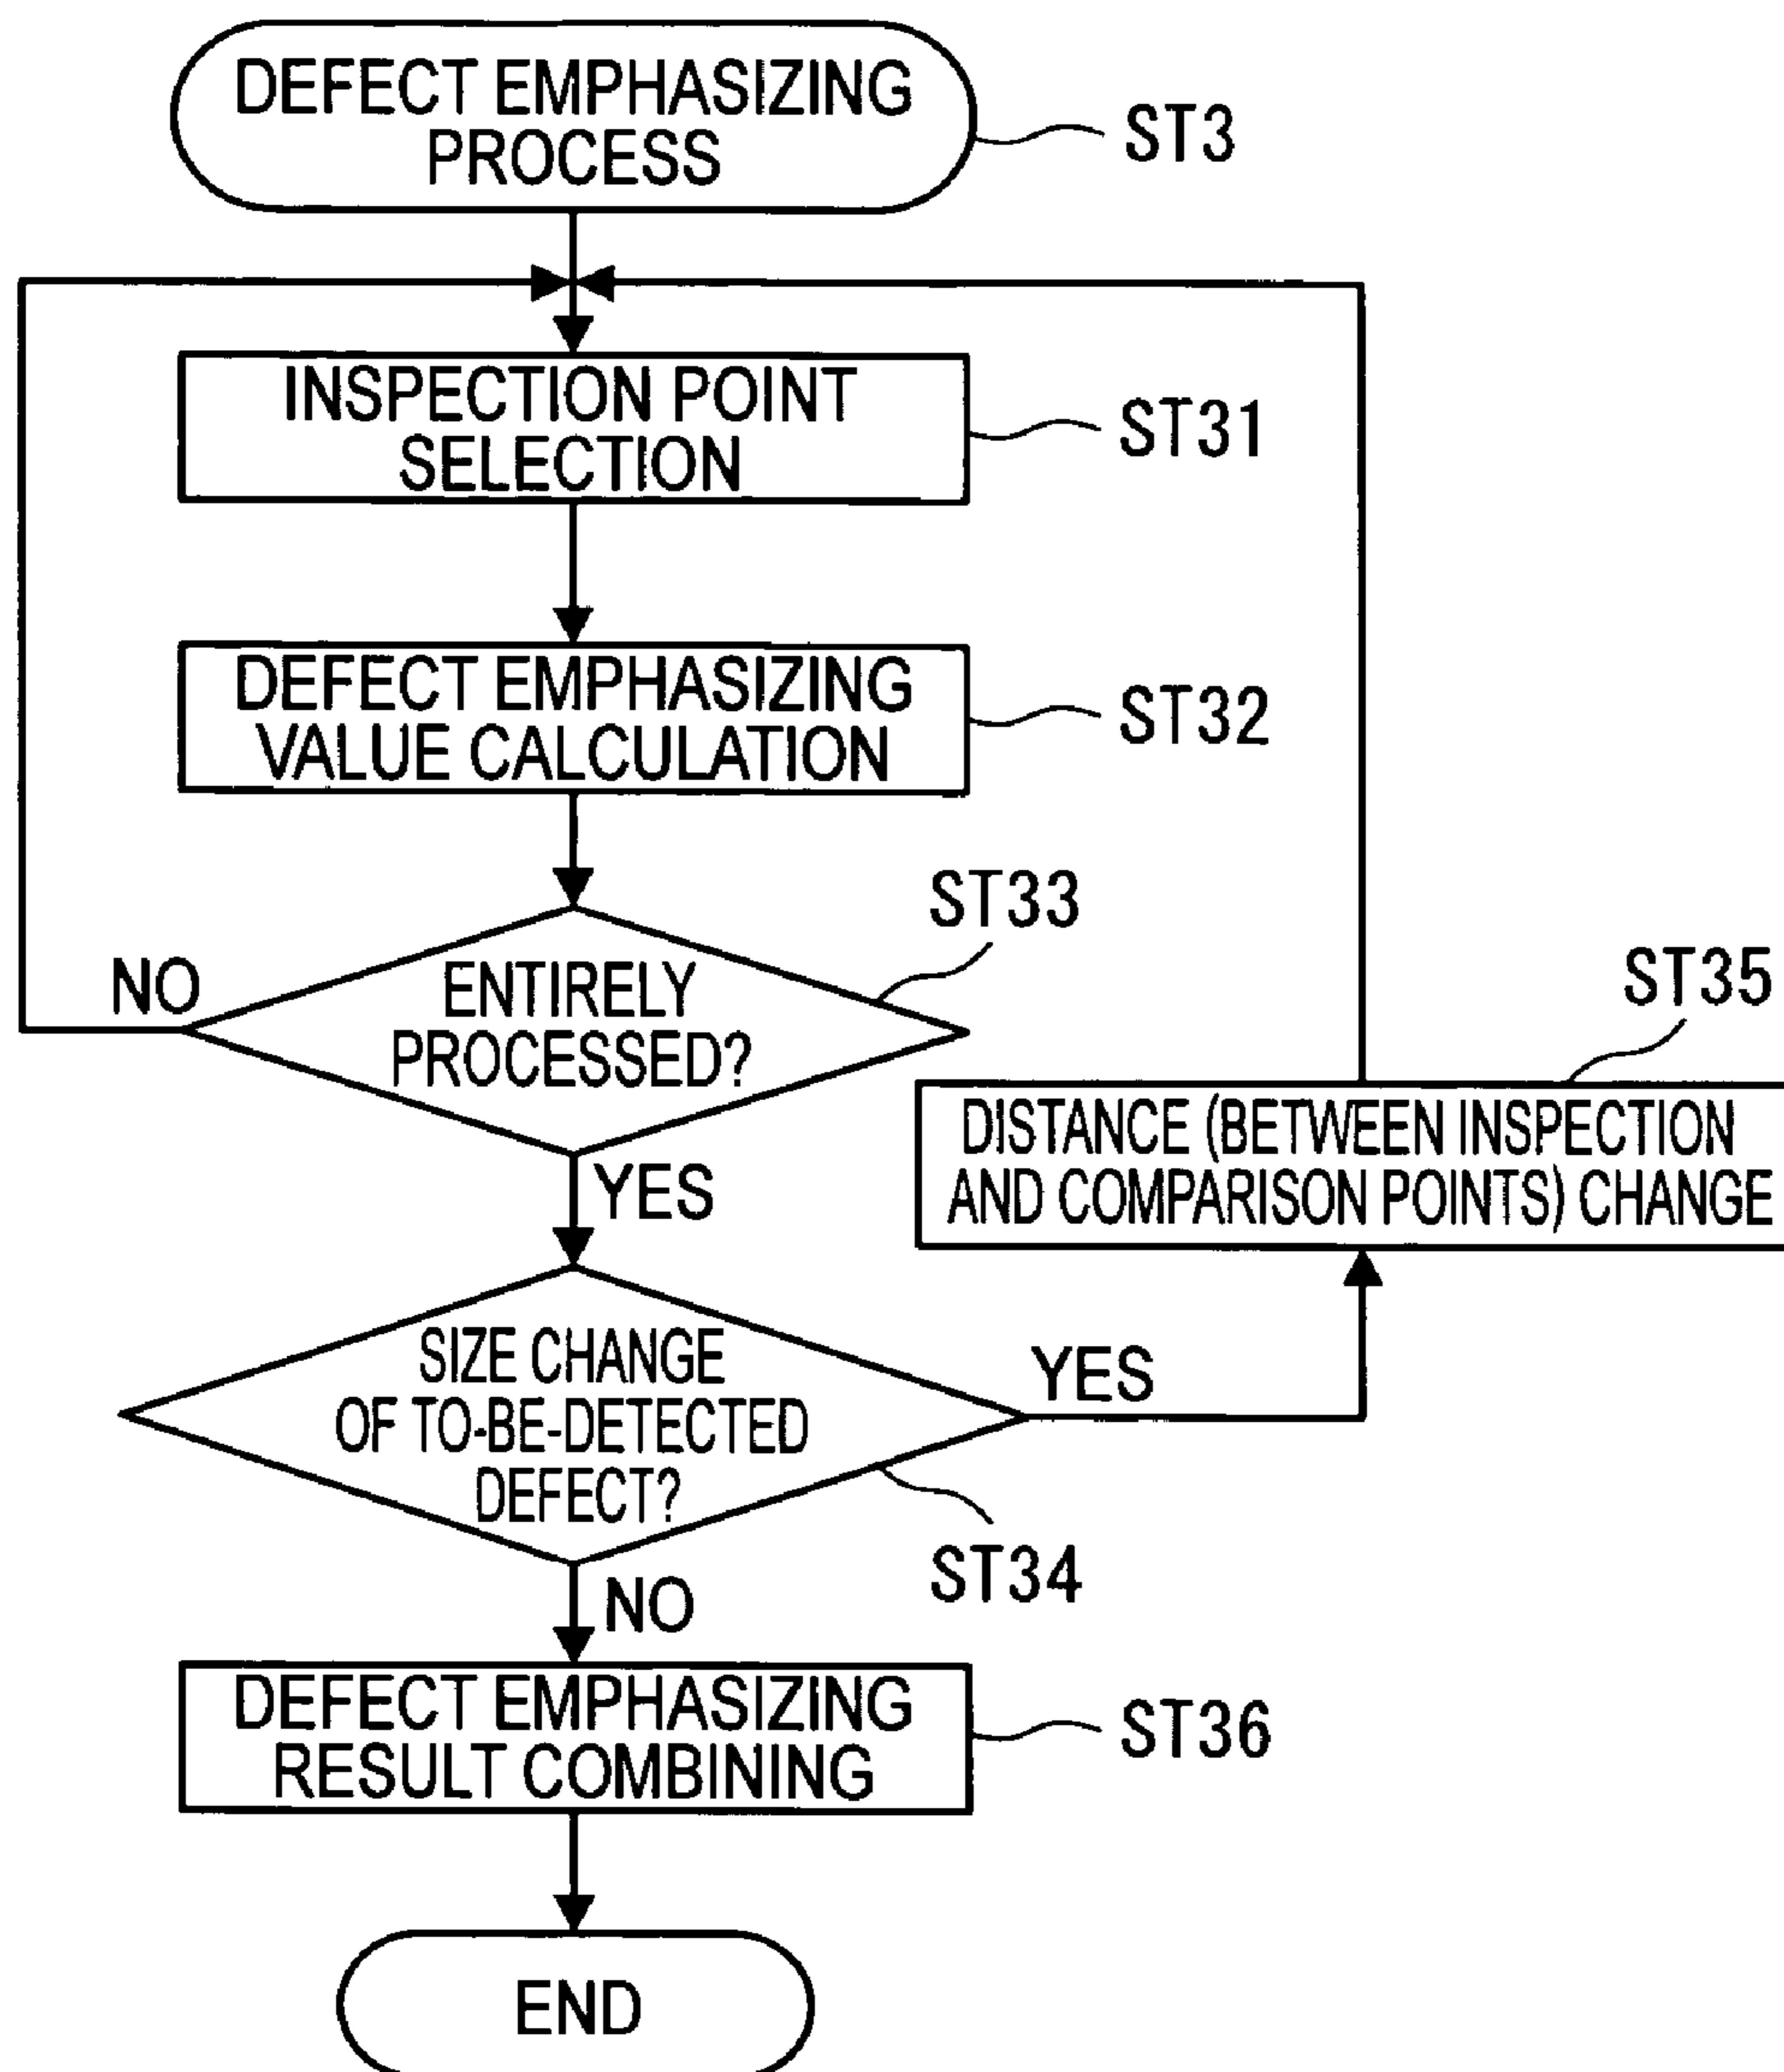 DEFECT EMPHASIZING
PROCESS
ST3
INSPECTION POINT
SELECTION
ST31
DEFECT EMPHASIZING
VALUE CALCULATION
ST32
ST33
ENTIRELY
PROCESSED?
NO
YES
ST35
DISTANCE (BETWEEN INSPECTION
AND COMPARISON POINTS) CHANGE
SIZE CHANGE
OF TO-BE-DETECTED
DEFECT?
YES
ST34
NO
DEFECT EMPHASIZING
RESULT COMBINING
ST36
END